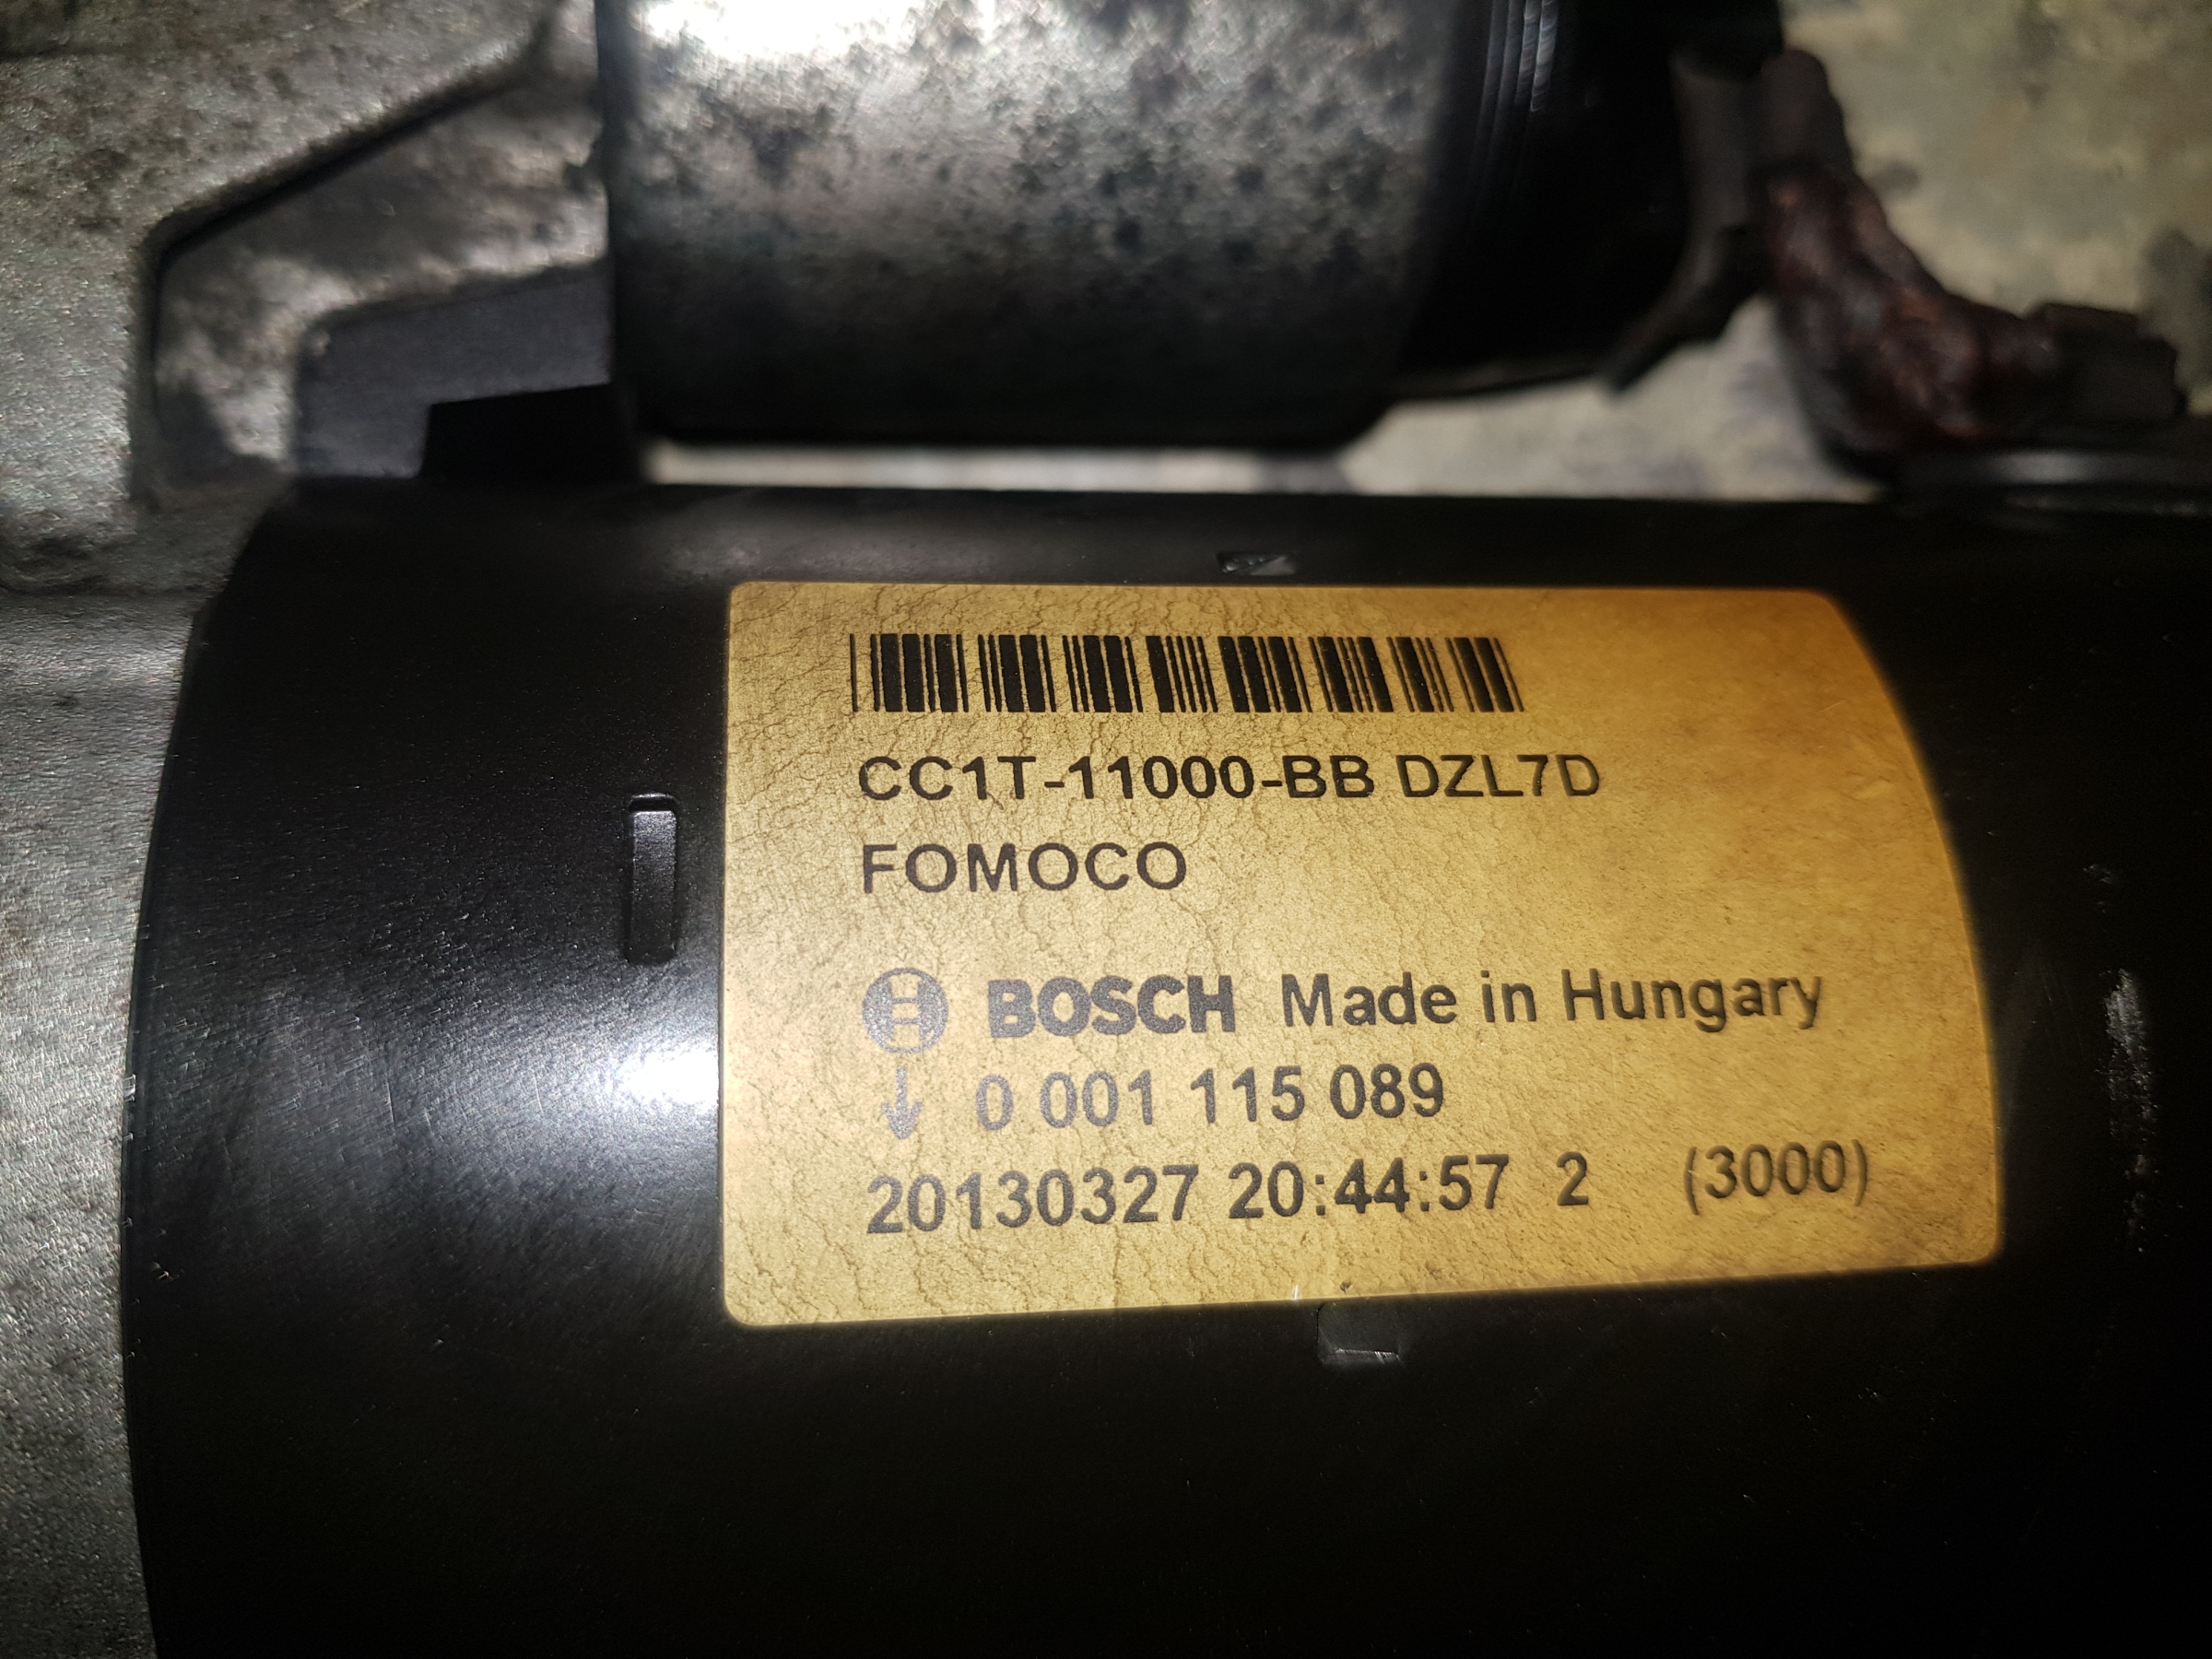 CC1T-11000-BB DZL7D
FOMOCO
BOSCH Made in Hungary
↓ 0 001 115 089
20130327 20:44:57 2 (3000)